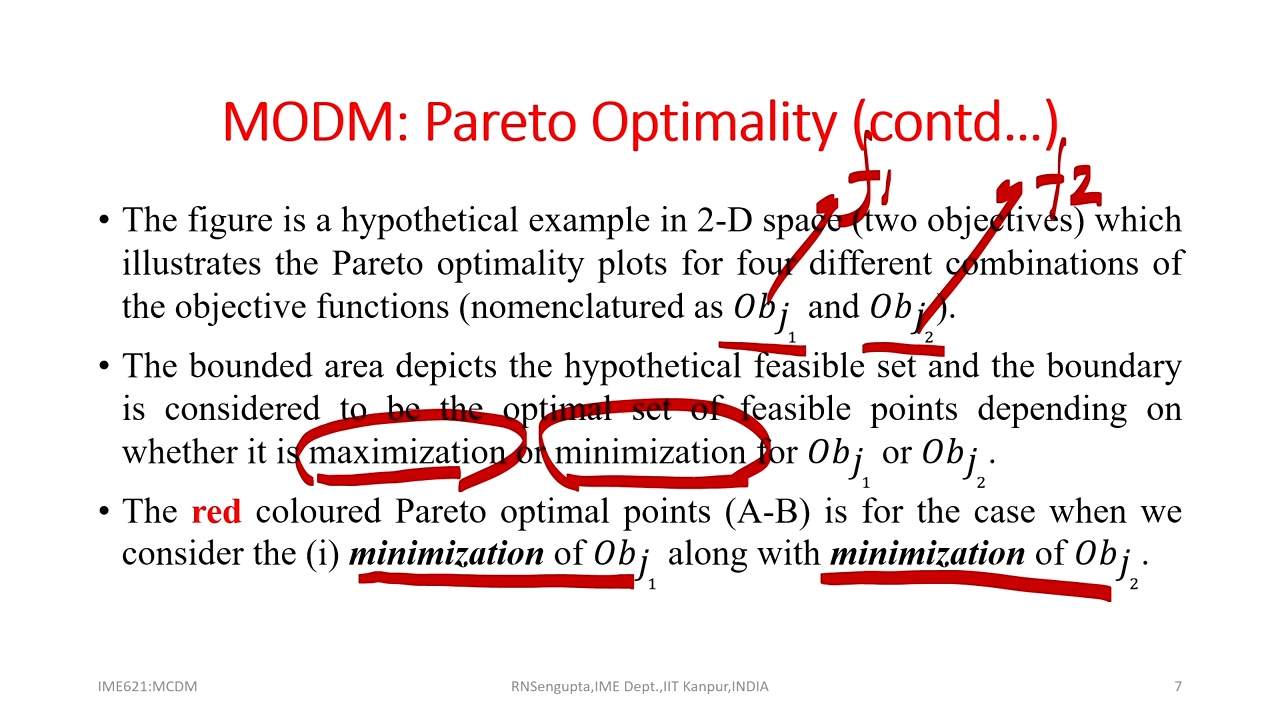 MODM: Pareto Optimality (contd...)
f1 f2
• The figure is a hypothetical example in 2-D space (two objectives) which
illustrates the Pareto optimality plots for four different combinations of
the objective functions (nomenclatured as Obj₁ and Obj₂).
• The bounded area depicts the hypothetical feasible set and the boundary
is considered to be the optimal set of feasible points depending on
whether it is maximization or minimization for Obj₁ or Obj₂.
• The red coloured Pareto optimal points (A-B) is for the case when we
consider the (i) minimization of Obj₁ along with minimization of Obj₂.
IME621:MCDM RNSengupta,IME Dept.,IIT Kanpur,INDIA 7